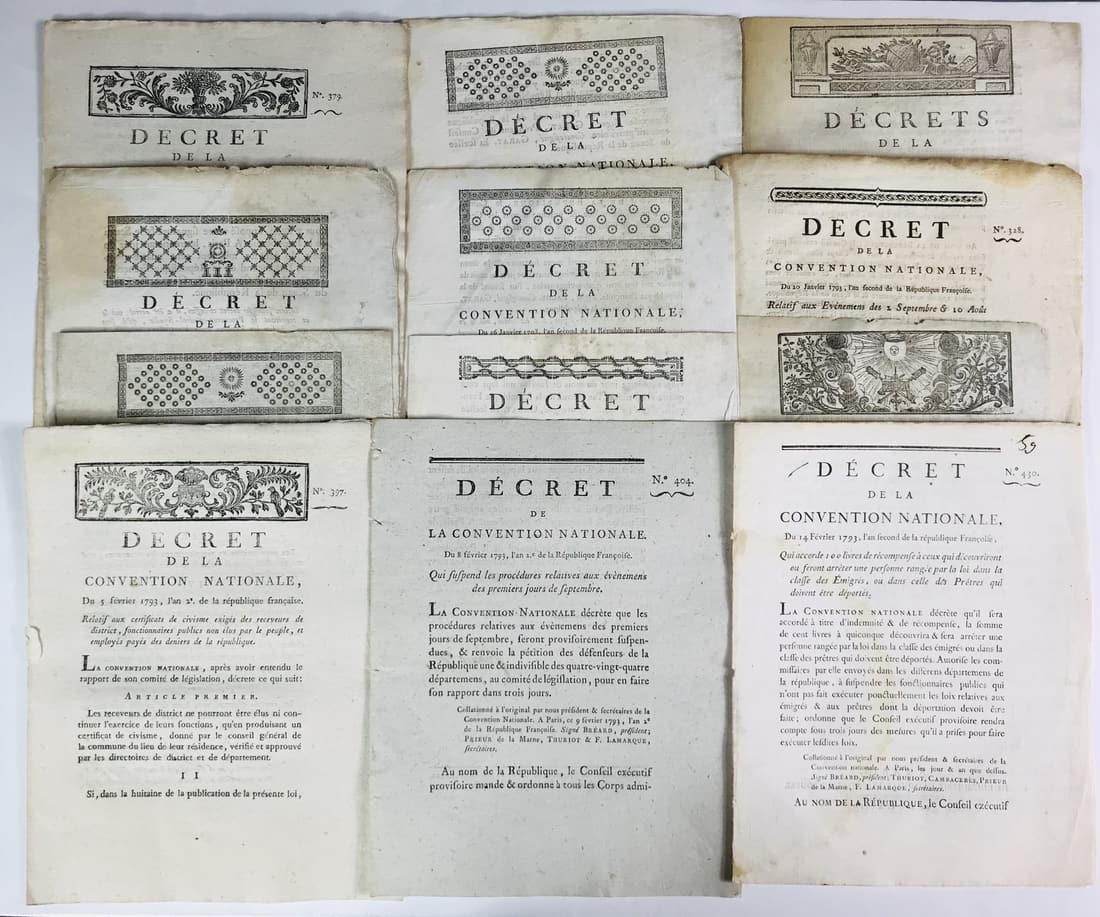 Nº. 379.
DECRET
DE LA
DÉCRET
DE LA
CONVENTION NATIONALE,
DÉCRETS
DE LA
DÉCRET
DE LA
DÉCRET
DE LA
CONVENTION NATIONALE,
Du 16 Janvier 1793, l'an second de la République Françoise.
Nº. 328.
DECRET
DE LA
CONVENTION NATIONALE,
Du 20 Janvier 1793, l'an second de la République Françoise.
Relatif aux Evénemens des 2 Septembre & 10 Août
DÉCRET
Nº. 397.
DECRET
DE LA
CONVENTION NATIONALE,
Du 5 février 1793, l'an 2e. de la république française.
Relatif aux certificats de civisme exigés des receveurs de
district, fonctionnaires publics non élus par le peuple, et
employés payés des deniers de la république.
LA CONVENTION NATIONALE, après avoir entendu le
rapport de son comité de législation, décrete ce qui suit:
ARTICLE PREMIER.
Les receveurs de district ne pourront être élus ni con-
tinuer l'exercice de leurs fonctions, qu'en produisant un
certificat de civisme, donné par le conseil général de
la commune du lieu de leur résidence, vérifié et approuvé
par les directoires de district et de département.
II
Si, dans la huitaine de la publication de la présente loi,
N.º 404.
DÉCRET
DE
LA CONVENTION NATIONALE.
Du 8 février 1793, l'an 2.e de la République Françoise.
Qui suspend les procédures relatives aux évènemens
des premiers jours de septembre.
LA CONVENTION NATIONALE décrète que les
procédures relatives aux évènemens des premiers
jours de septembre, seront provisoirement suspen-
dues, & renvoie la pétition des défenseurs de la
République une & indivisible des quatre-vingt-quatre
départemens, au comité de législation, pour en faire
son rapport dans trois jours.
Collationné à l'original par nous président & secrétaires de la
Convention Nationale. A Paris, ce 9 février 1793, l'an 2e
de la République Françoise. Signé BRÉARD, président;
PRIEUR de la Marne, THURIOT & F. LAMARQUE,
secrétaires.
Au nom de la République, le Conseil exécutif
provisoire mande & ordonne à tous les Corps admi-
59
N.º 430.
DÉCRET
DE LA
CONVENTION NATIONALE,
Du 14 Février 1793, l'an second de la république Françoise,
Qui accorde 100 livres de récompense à ceux qui découvriront
ou feront arrêter une personne rangée par la loi dans la
classe des Émigrés, ou dans celle des Prêtres qui
doivent être déportés.
LA CONVENTION NATIONALE décrète qu'il sera
accordé à titre d'indemnité & de récompense, la somme
de cent livres à quiconque découvrira & fera arrêter une
personne rangée par la loi dans la classe des émigrés ou dans la
classe des prêtres qui doivent être déportés. Autorise les com-
missaires par elle envoyés dans les différens départemens de
la république, à suspendre les fonctionnaires publics qui
n'ont pas fait exécuter ponctuellement les loix relatives aux
émigrés & aux prêtres dont la déportation devoit être
faite; ordonne que le Conseil exécutif provisoire rendra
compte sous trois jours des mesures qu'il a prises pour faire
exécuter lesdites loix.
Collationné à l'original par nous président & secrétaires de la
Convention nationale. A Paris, les jour & an que dessus.
Signé BRÉARD, président; THURIOT, CAMBACERÈS, PRIEUR
de la Marne, F. LAMARQUE, secrétaires.
AU NOM DE LA RÉPUBLIQUE, le Conseil exécutif